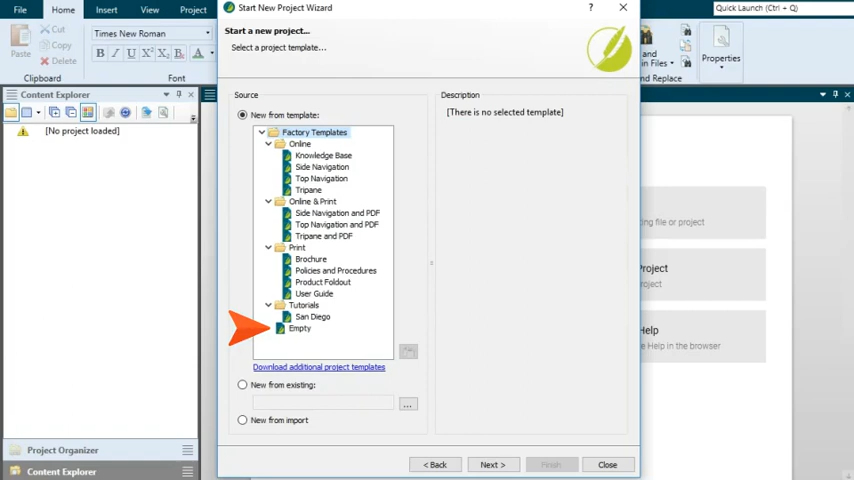 Start New Project Wizard
?
Quick Launch (Ctrl + Q)
File Home Insert View Project
Paste
Cut
Copy
Delete
Clipboard
Times New Roman
B I U
Font
Start a new project...
Select a project template...
in Files
Properties
and Replace
Content Explorer
[No project loaded]
Project Organizer
Content Explorer
Source
New from template:
Factory Templates
Online
Knowledge Base
Side Navigation
Top Navigation
Tripane
Online & Print
Side Navigation and PDF
Top Navigation and PDF
Tripane and PDF
Print
Brochure
Policies and Procedures
Product Foldout
User Guide
Tutorials
San Diego
Empty
Download additional project templates
New from existing:
...
New from import
Description
[There is no selected template]
< Back
Next >
Finish
Close
ing file or project
Project
oject
Help
e Help in the browser